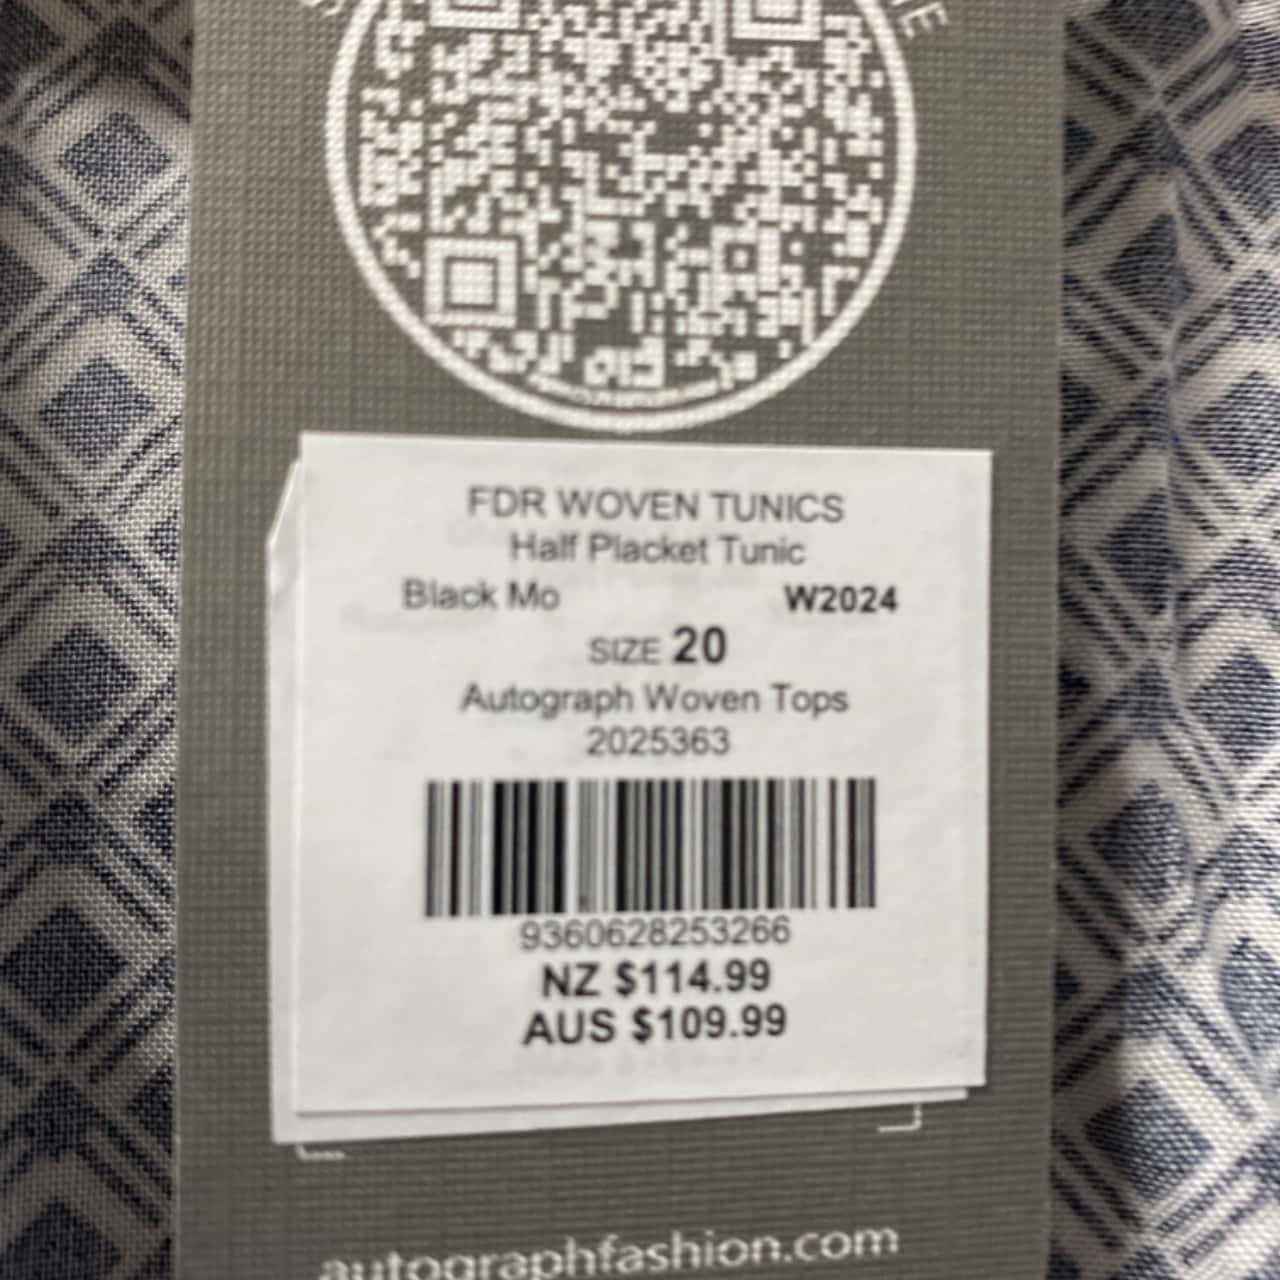 FDR WOVEN TUNICS
Half Placket Tunic
Black Mo W2024
SIZE 20
Autograph Woven Tops
2025363
9360628253266
NZ $114.99
AUS $109.99
autographfashion.com